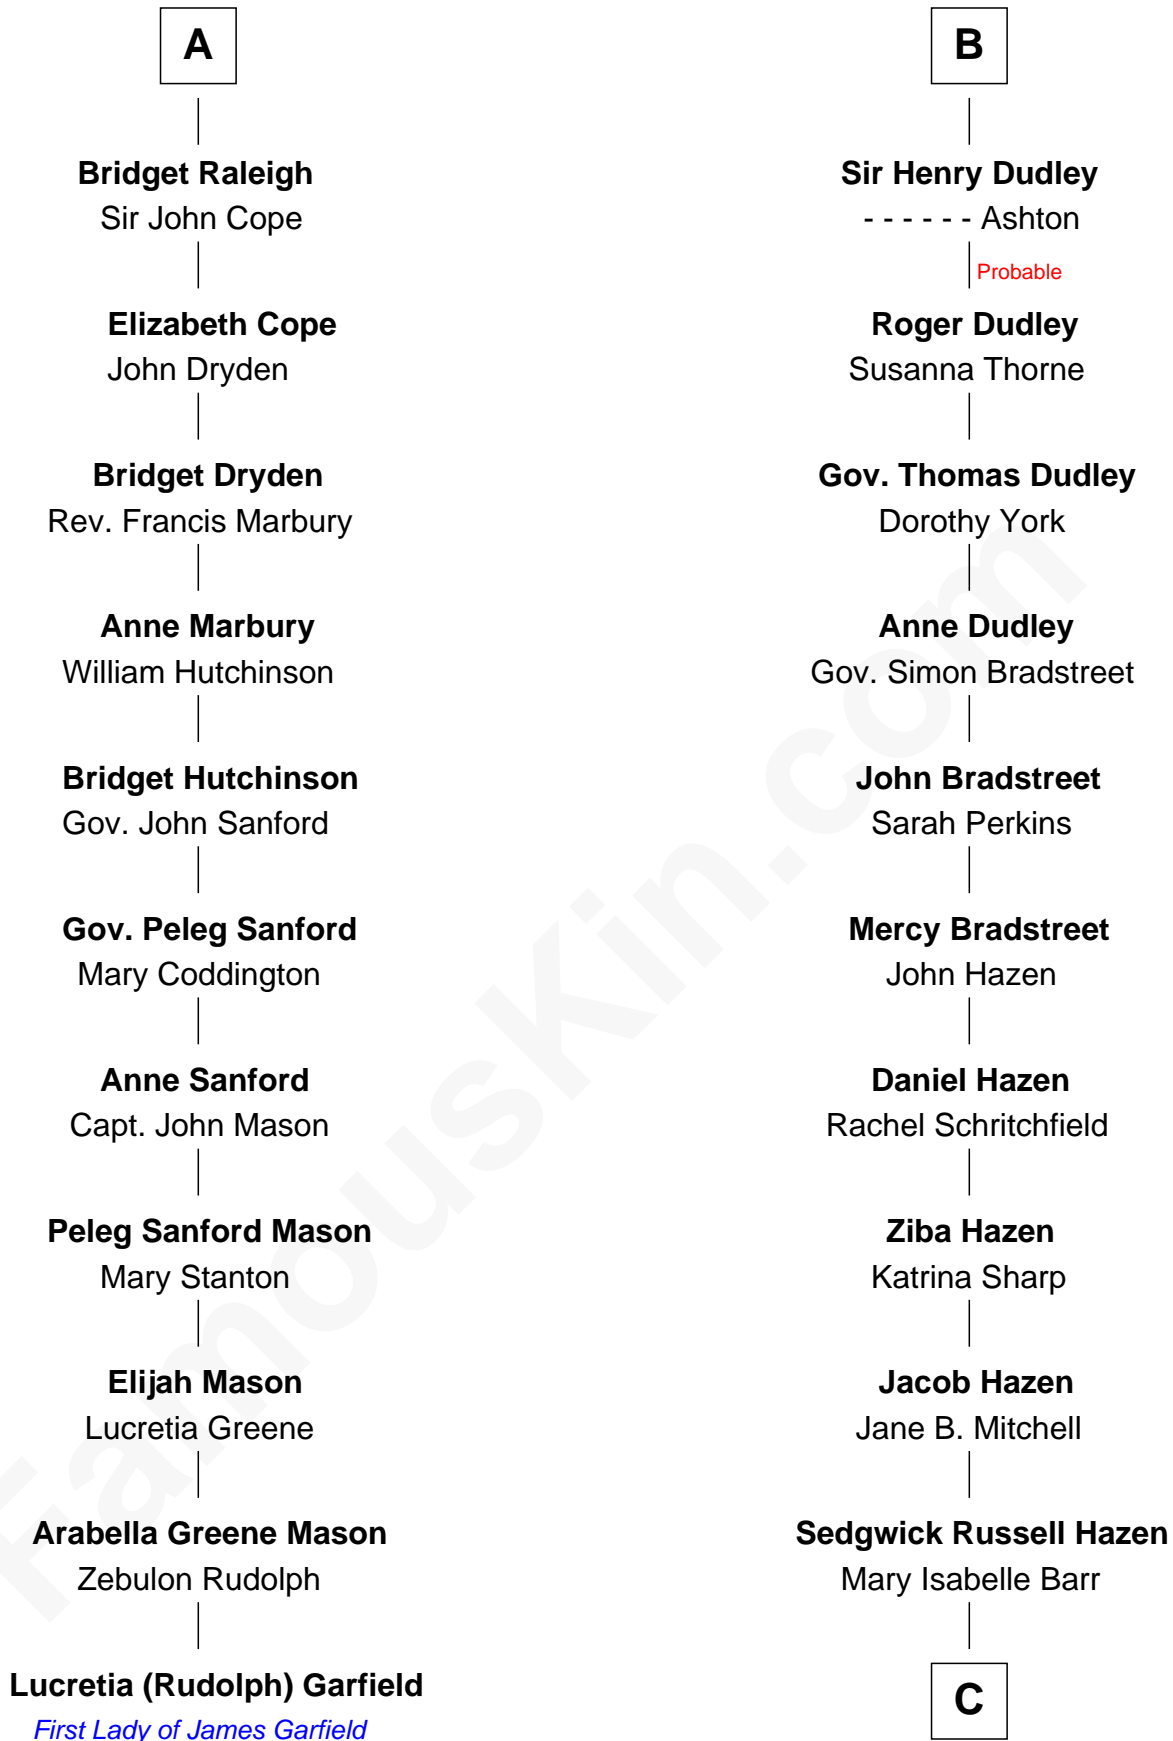 A
Bridget Raleigh
Sir John Cope
Elizabeth Cope
John Dryden
Bridget Dryden
Rev. Francis Marbury
Anne Marbury
William Hutchinson
Bridget Hutchinson
Gov. John Sanford
Gov. Peleg Sanford
Mary Coddington
Anne Sanford
Capt. John Mason
Peleg Sanford Mason
Mary Stanton
Elijah Mason
Lucretia Greene
Arabella Greene Mason
Zebulon Rudolph
Lucretia (Rudolph) Garfield
First Lady of James Garfield
B
Sir Henry Dudley
- - - - - - Ashton
Probable
Roger Dudley
Susanna Thorne
Gov. Thomas Dudley
Dorothy York
Anne Dudley
Gov. Simon Bradstreet
John Bradstreet
Sarah Perkins
Mercy Bradstreet
John Hazen
Daniel Hazen
Rachel Schritchfield
Ziba Hazen
Katrina Sharp
Jacob Hazen
Jane B. Mitchell
Sedgwick Russell Hazen
Mary Isabelle Barr
C
FamousKin.com